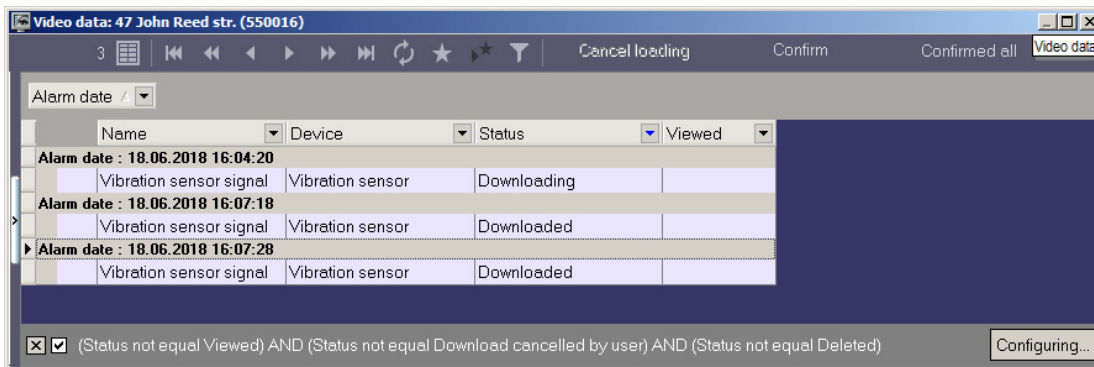 Video data: 47 John Reed str. (550016)
3 Cancel loading Confirm Confirmed all Video data
Alarm date
Name Device Status Viewed
Alarm date : 18.06.2018 16:04:20
Vibration sensor signal Vibration sensor Downloading
Alarm date : 18.06.2018 16:07:18
Vibration sensor signal Vibration sensor Downloaded
Alarm date : 18.06.2018 16:07:28
Vibration sensor signal Vibration sensor Downloaded
(Status not equal Viewed) AND (Status not equal Download cancelled by user) AND (Status not equal Deleted) Configuring...